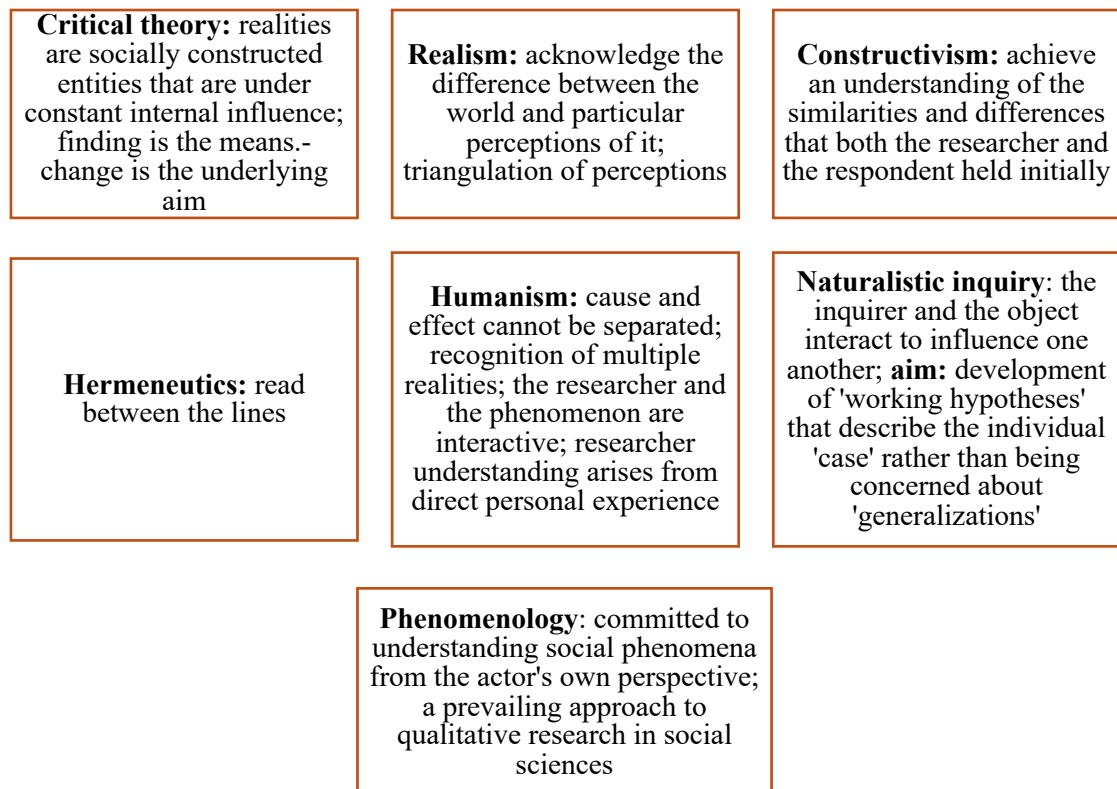 Critical theory: realities
are socially constructed
entities that are under
constant internal influence;
finding is the means.-
change is the underlying
aim
Realism: acknowledge the
difference between the
world and particular
perceptions of it;
triangulation of perceptions
Constructivism: achieve
an understanding of the
similarities and differences
that both the researcher and
the respondent held initially
Hermeneutics: read
between the lines
Humanism: cause and
effect cannot be separated;
recognition of multiple
realities; the researcher and
the phenomenon are
interactive; researcher
understanding arises from
direct personal experience
Naturalistic inquiry: the
inquirer and the object
interact to influence one
another; aim: development
of 'working hypotheses'
that describe the individual
'case' rather than being
concerned about
'generalizations'
Phenomenology: committed to
understanding social phenomena
from the actor's own perspective;
a prevailing approach to
qualitative research in social
sciences